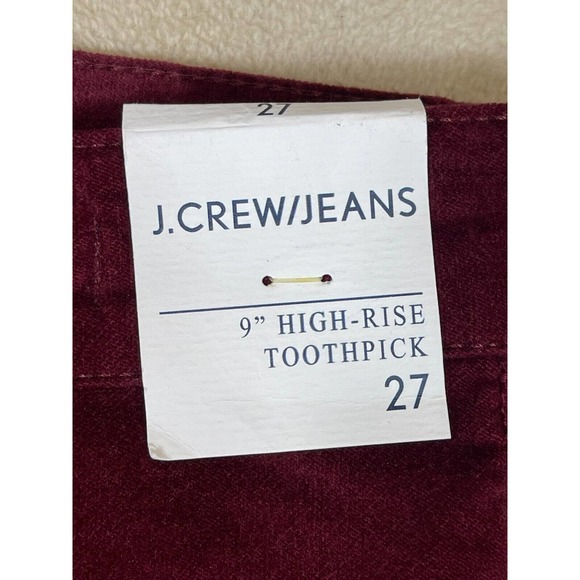 27
J.CREW/JEANS
9” HIGH-RISE
TOOTHPICK
27